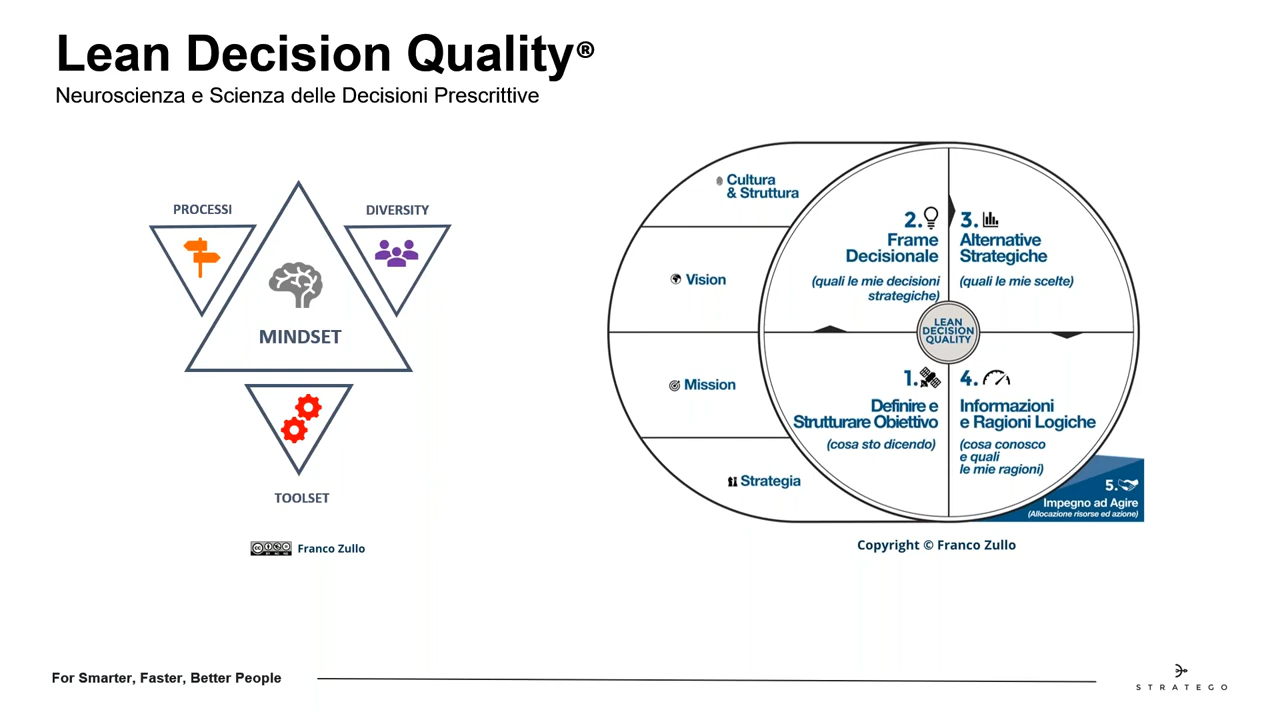 Lean Decision Quality®
Neuroscienza e Scienza delle Decisioni Prescrittive
PROCESSI
DIVERSITY
MINDSET
TOOLSET
Franco Zullo
Cultura
& Struttura
Vision
Mission
Strategia
2.
Frame
Decisionale
(quali le mie decisioni
strategiche)
3.
Alternative
Strategiche
(quali le mie scelte)
LEAN
DECISION
QUALITY
1.
Definire e
Strutturare Obiettivo
(cosa sto dicendo)
4.
Informazioni
e Ragioni Logiche
(cosa conosco
e quali
le mie ragioni)
5.
Impegno ad Agire
(Allocazione risorse ed azione)
Copyright © Franco Zullo
For Smarter, Faster, Better People
STRATEGO